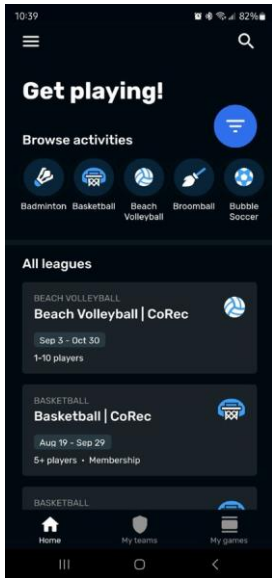 10:39
82%
Get playing!
Browse activities
Badminton
Basketball
Beach
Volleyball
Broomball
Bubble
Soccer
All leagues
BEACH VOLLEYBALL
Beach Volleyball | CoRec
Sep 3 - Oct 30
1-10 players
BASKETBALL
Basketball | CoRec
Aug 19 - Sep 29
5+ players • Membership
BASKETBALL
Home
My teams
My games